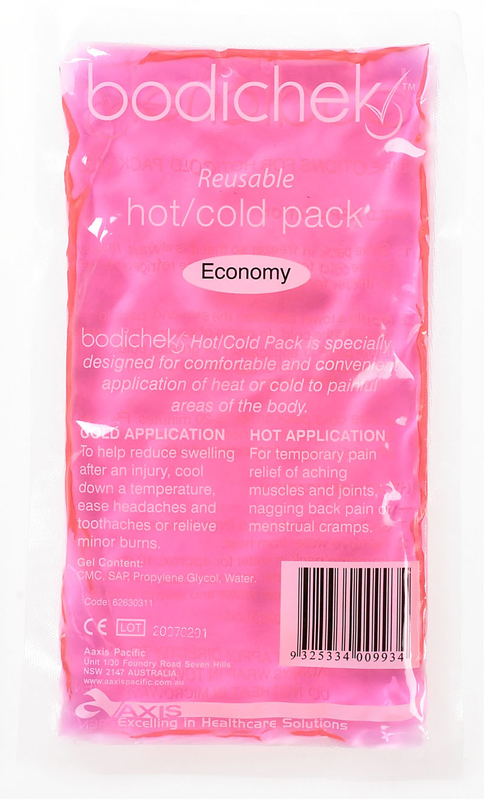 bodichek™
Reusable
hot/cold pack
Economy
bodichek Hot/Cold Pack is specially
designed for comfortable and convenient
application of heat or cold to painful
areas of the body.
COLD APPLICATION
To help reduce swelling
after an injury, cool
down a temperature,
ease headaches and
toothaches or relieve
minor burns.
HOT APPLICATION
For temporary pain
relief of aching
muscles and joints,
nagging back pain or
menstrual cramps.
Gel Content:
CMC, SAP, Propylene Glycol, Water.
Code: 62630311
CE LOT 20070201
Aaxis Pacific
Unit 1/30 Foundry Road Seven Hills
NSW 2147 AUSTRALIA.
www.aaxispacific.com.au
9 325334 009934
AAXIS
Excelling in Healthcare Solutions